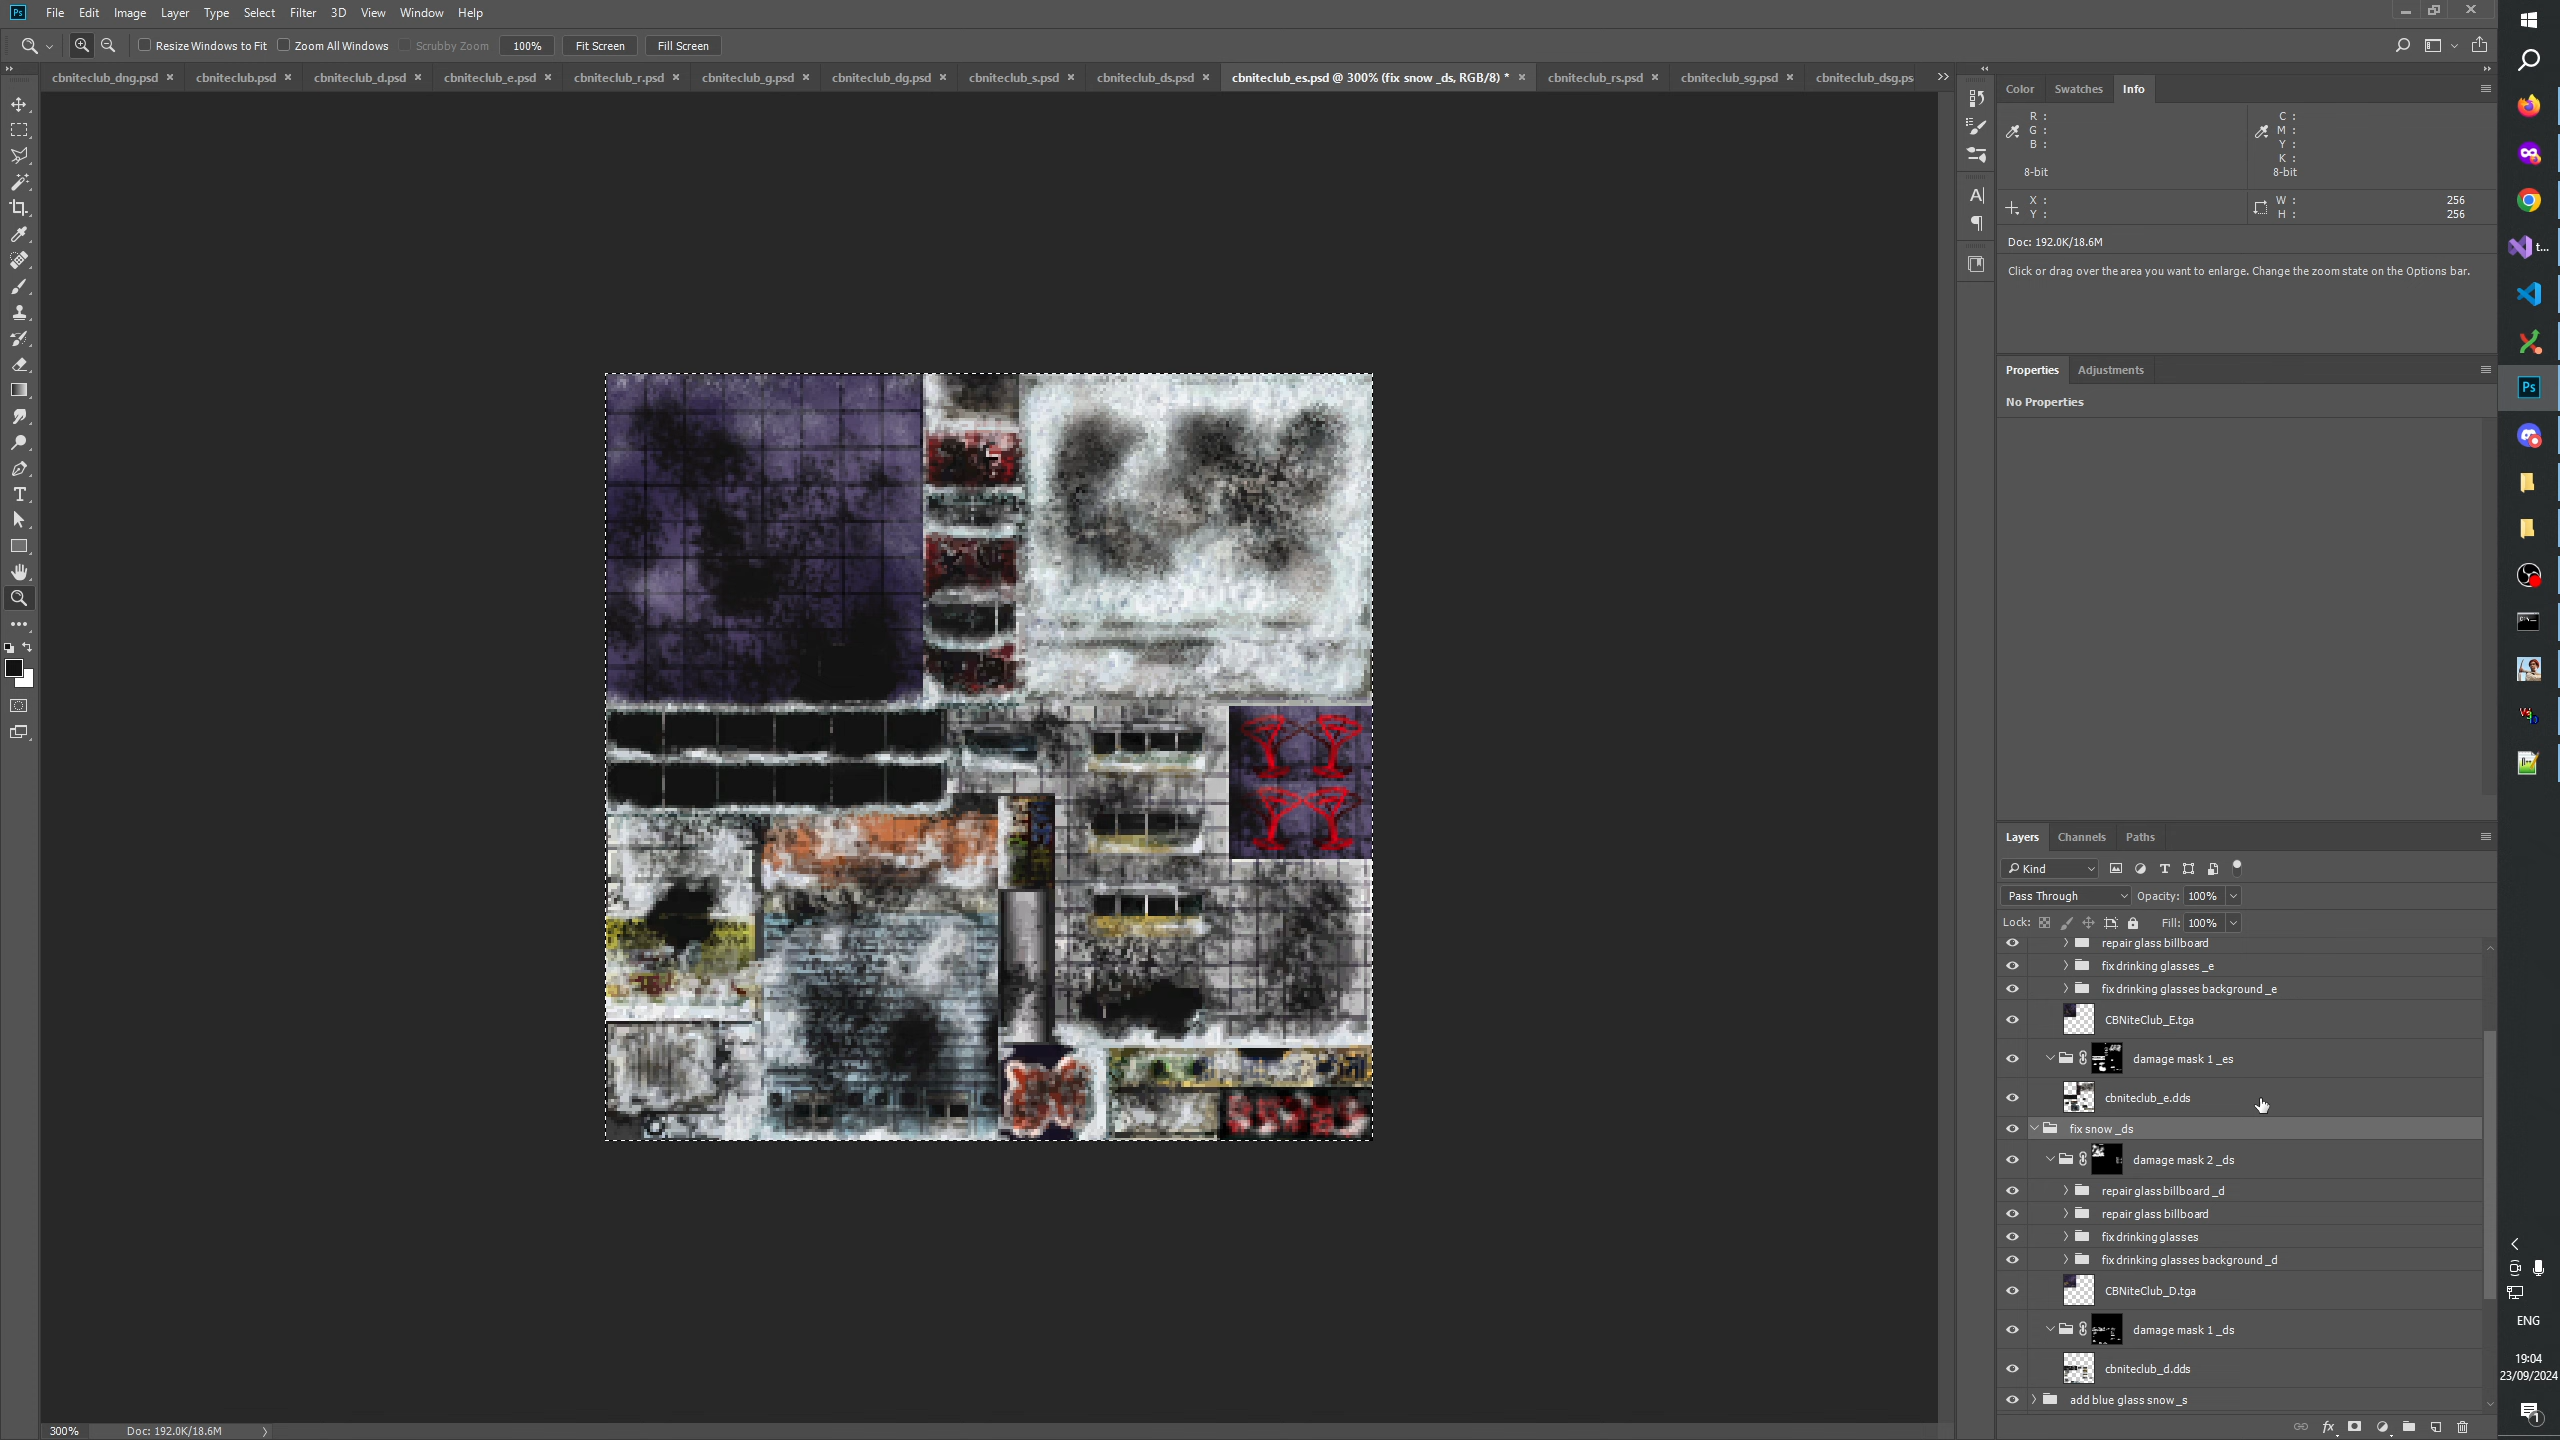 Ps File Edit Image Layer Type Select Filter 3D View Window Help
Resize Windows to Fit Zoom All Windows Scrubby Zoom 100% Fit Screen Fill Screen
cbniteclub_dng.psd × cbniteclub.psd × cbniteclub_d.psd × cbniteclub_e.psd × cbniteclub_r.psd × cbniteclub_g.psd × cbniteclub_dg.psd × cbniteclub_s.psd × cbniteclub_ds.psd × cbniteclub_es.psd @ 300% (fix snow _ds, RGB/8) * × cbniteclub_rs.psd × cbniteclub_sg.psd × cbniteclub_dsg.ps
Color Swatches Info
R :
G :
B :
8-bit
C :
M :
Y :
K :
8-bit
X :
Y :
W : 256
H : 256
Doc: 192.0K/18.6M
Click or drag over the area you want to enlarge. Change the zoom state on the Options bar.
Properties Adjustments
No Properties
Layers Channels Paths
Kind
Pass Through Opacity: 100%
Lock: Fill: 100%
repair glass billboard
fix drinking glasses _e
fix drinking glasses background _e
CBNiteClub_E.tga
damage mask 1 _es
cbniteclub_e.dds
fix snow _ds
damage mask 2 _ds
repair glass billboard _d
repair glass billboard
fix drinking glasses
fix drinking glasses background _d
CBNiteClub_D.tga
damage mask 1 _ds
cbniteclub_d.dds
add blue glass snow _s
fx
300% Doc: 192.0K/18.6M
t...
Ps
ENG
19:04
23/09/2024
1